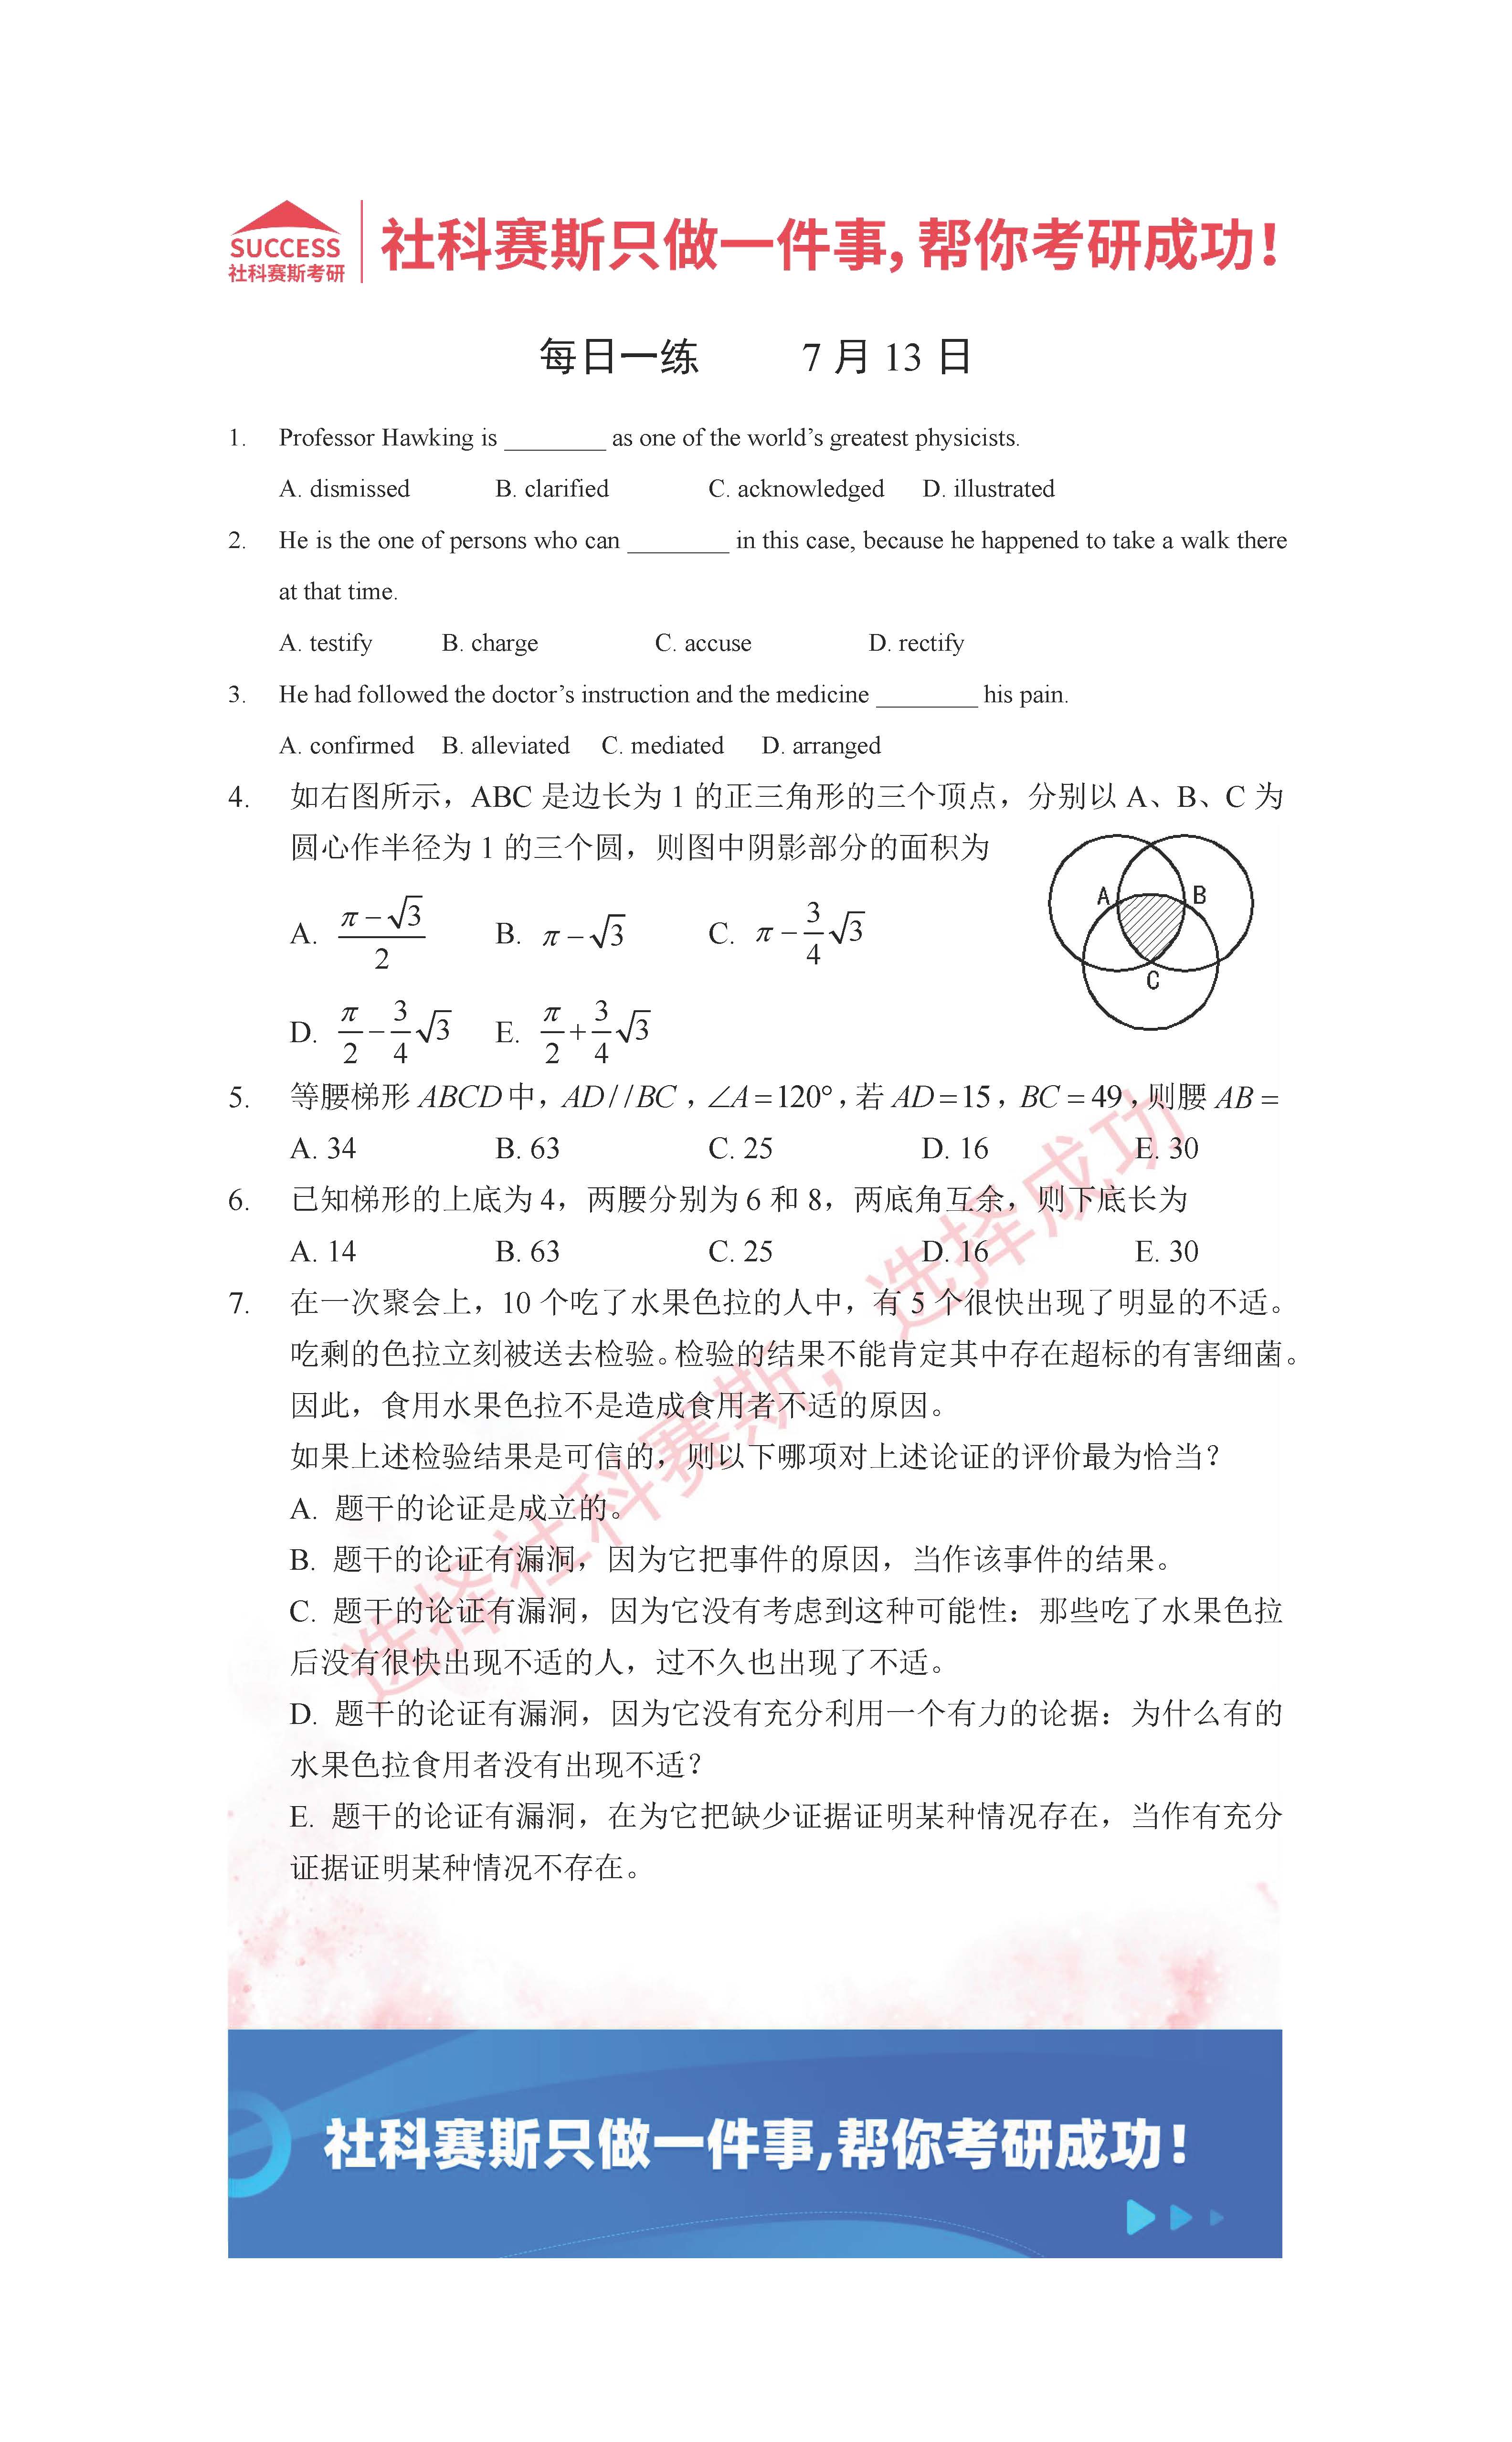 SUCCESS
社科赛斯考研
社科赛斯只做一件事,帮你考研成功!
每日一练 7 月 13 日
1. Professor Hawking is ________ as one of the world’s greatest physicists.
A. dismissed B. clarified C. acknowledged D. illustrated
2. He is the one of persons who can ________ in this case, because he happened to take a walk there
at that time.
A. testify B. charge C. accuse D. rectify
3. He had followed the doctor’s instruction and the medicine ________ his pain.
A. confirmed B. alleviated C. mediated D. arranged
4. 如右图所示，ABC 是边长为 1 的正三角形的三个顶点，分别以 A、B、C 为
圆心作半径为 1 的三个圆，则图中阴影部分的面积为
A. (π−√3)/2 B. π−√3 C. π−3/4√3
D. π/2−3/4√3 E. π/2+3/4√3
A B
C
5. 等腰梯形 ABCD 中，AD//BC，∠A=120°，若 AD=15，BC=49，则腰 AB=
A. 34 B. 63 C. 25 D. 16 E. 30
6. 已知梯形的上底为 4，两腰分别为 6 和 8，两底角互余，则下底长为
A. 14 B. 63 C. 25 D. 16 E. 30
7. 在一次聚会上，10 个吃了水果色拉的人中，有 5 个很快出现了明显的不适。
吃剩的色拉立刻被送去检验。检验的结果不能肯定其中存在超标的有害细菌。
因此，食用水果色拉不是造成食用者不适的原因。
如果上述检验结果是可信的，则以下哪项对上述论证的评价最为恰当？
A. 题干的论证是成立的。
B. 题干的论证有漏洞，因为它把事件的原因，当作该事件的结果。
C. 题干的论证有漏洞，因为它没有考虑到这种可能性：那些吃了水果色拉
后没有很快出现不适的人，过不久也出现了不适。
D. 题干的论证有漏洞，因为它没有充分利用一个有力的论据：为什么有的
水果色拉食用者没有出现不适？
E. 题干的论证有漏洞，在为它把缺少证据证明某种情况存在，当作有充分
证据证明某种情况不存在。
选择社科赛斯，选择成功
社科赛斯只做一件事,帮你考研成功!